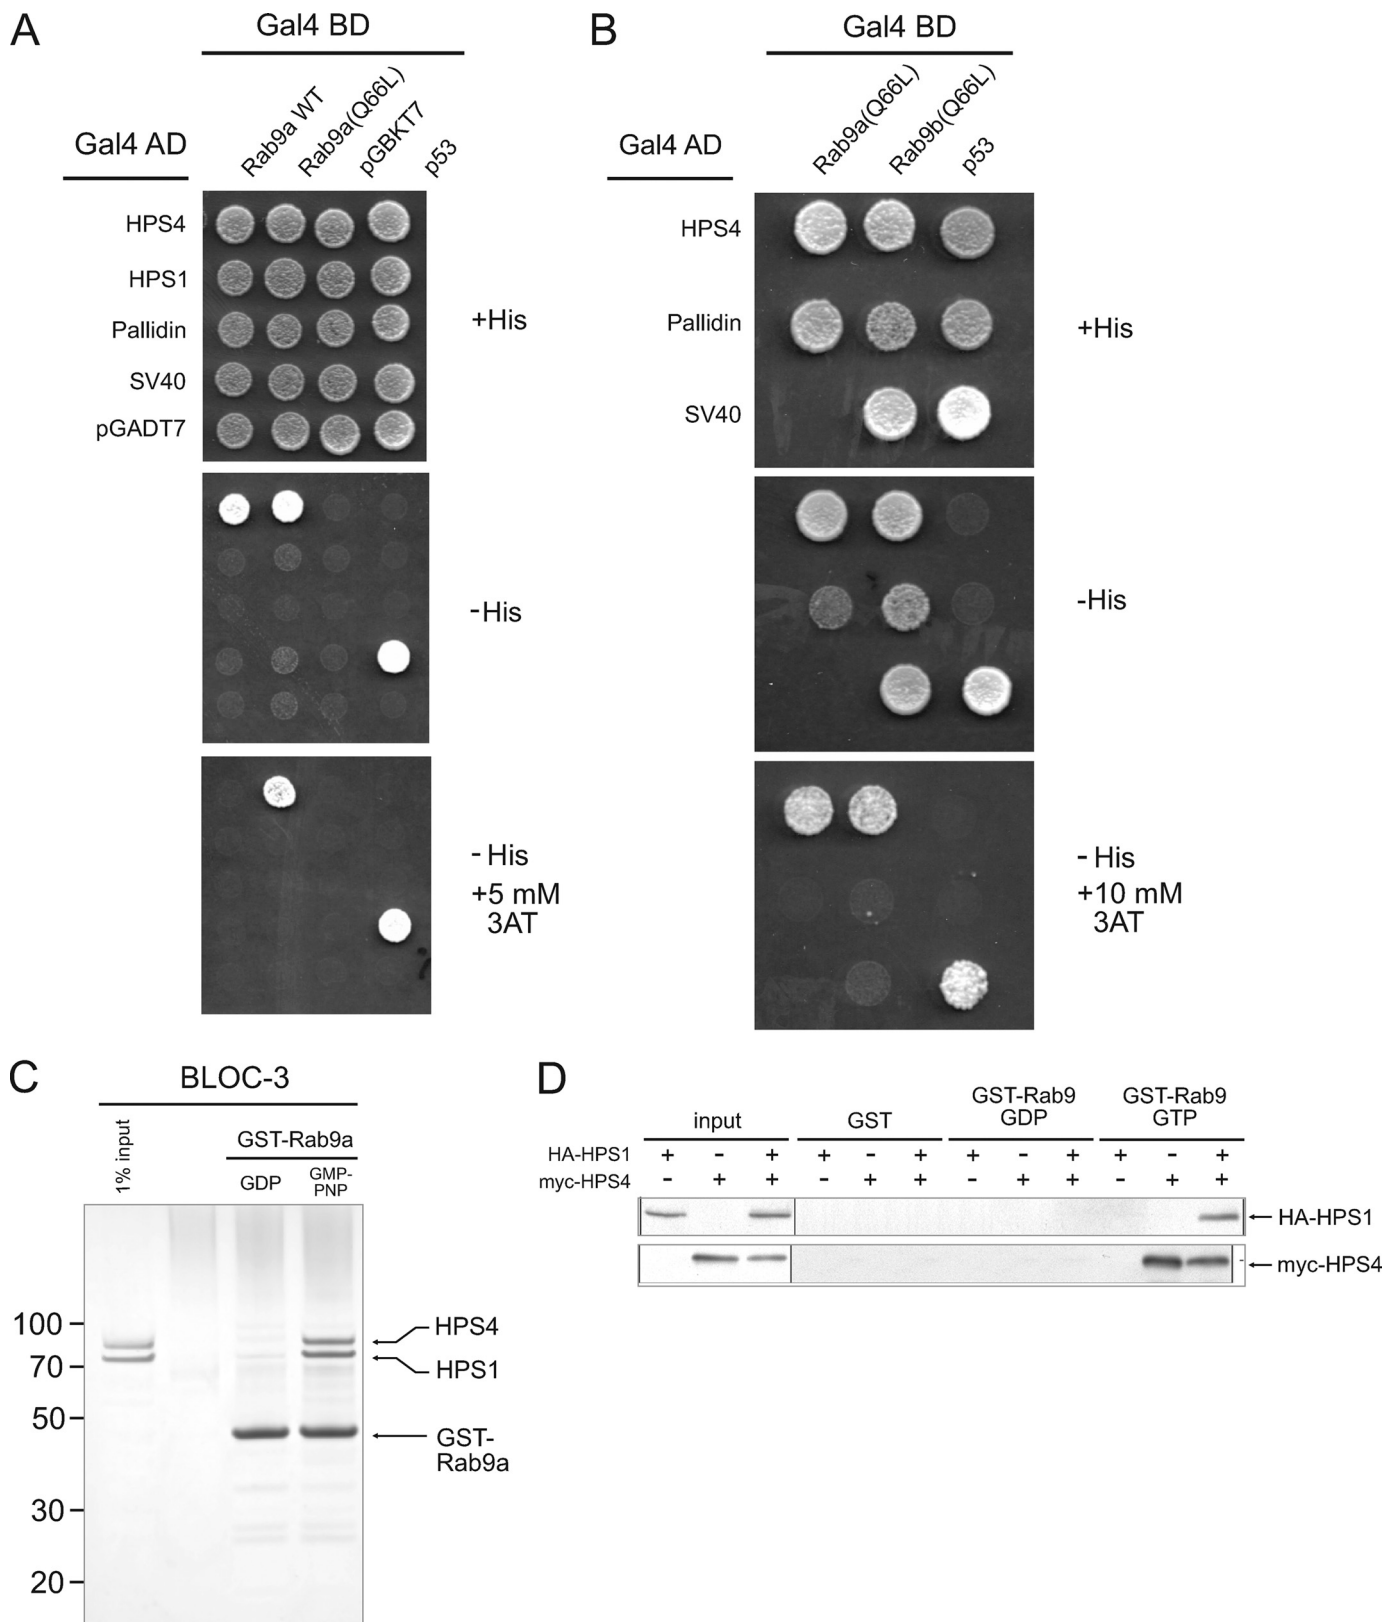 A
Gal4 BD
Gal4 AD
Rab9a WT
Rab9a(Q66L)
pGBKT7
p53
HPS4
HPS1
Pallidin
SV40
pGADT7
+His
-His
- His
+5 mM
3AT
B
Gal4 BD
Gal4 AD
Rab9a(Q66L)
Rab9b(Q66L)
p53
HPS4
Pallidin
SV40
+His
-His
- His
+10 mM
3AT
C
BLOC-3
1% input
GST-Rab9a
GDP
GMP-
PNP
100
70
50
30
20
HPS4
HPS1
GST-
Rab9a
D
input
GST
GST-Rab9
GDP
GST-Rab9
GTP
HA-HPS1 + - + + - + + - + + - +
myc-HPS4 - + + - + + - + + - + +
HA-HPS1
myc-HPS4